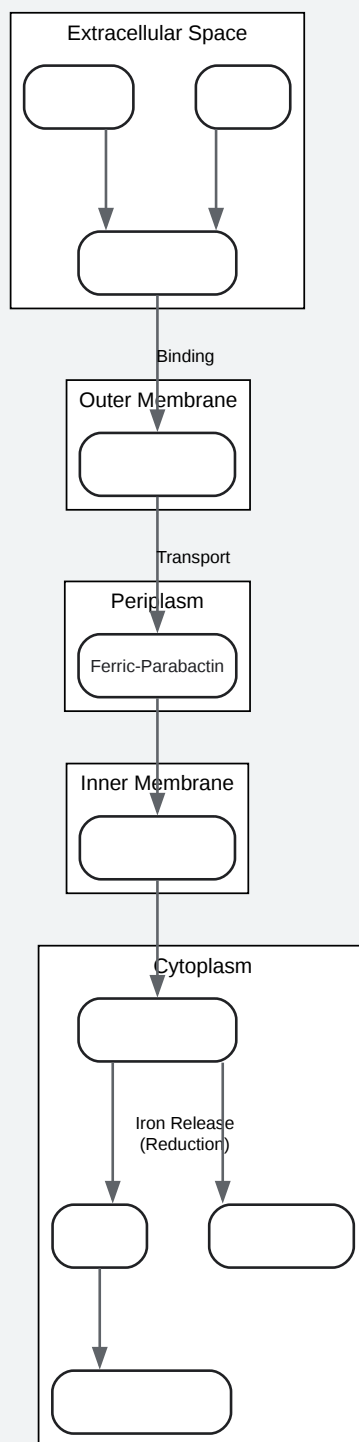 Extracellular Space
Binding
Outer Membrane
Transport
Periplasm
Ferric-Parabactin
Inner Membrane
Cytoplasm
Iron Release
(Reduction)